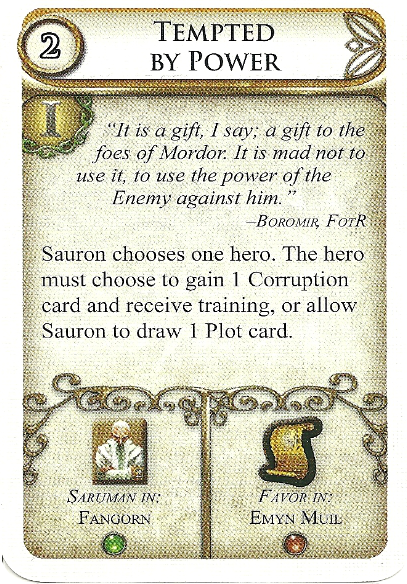 2
TEMPTED
BY POWER
I
"It is a gift, I say; a gift to the
foes of Mordor. It is mad not to
use it, to use the power of the
Enemy against him."
–BOROMIR, FOTR
Sauron chooses one hero. The hero
must choose to gain 1 Corruption
card and receive training, or allow
Sauron to draw 1 Plot card.
SARUMAN IN:
FANGORN
FAVOR IN:
EMYN MUIL